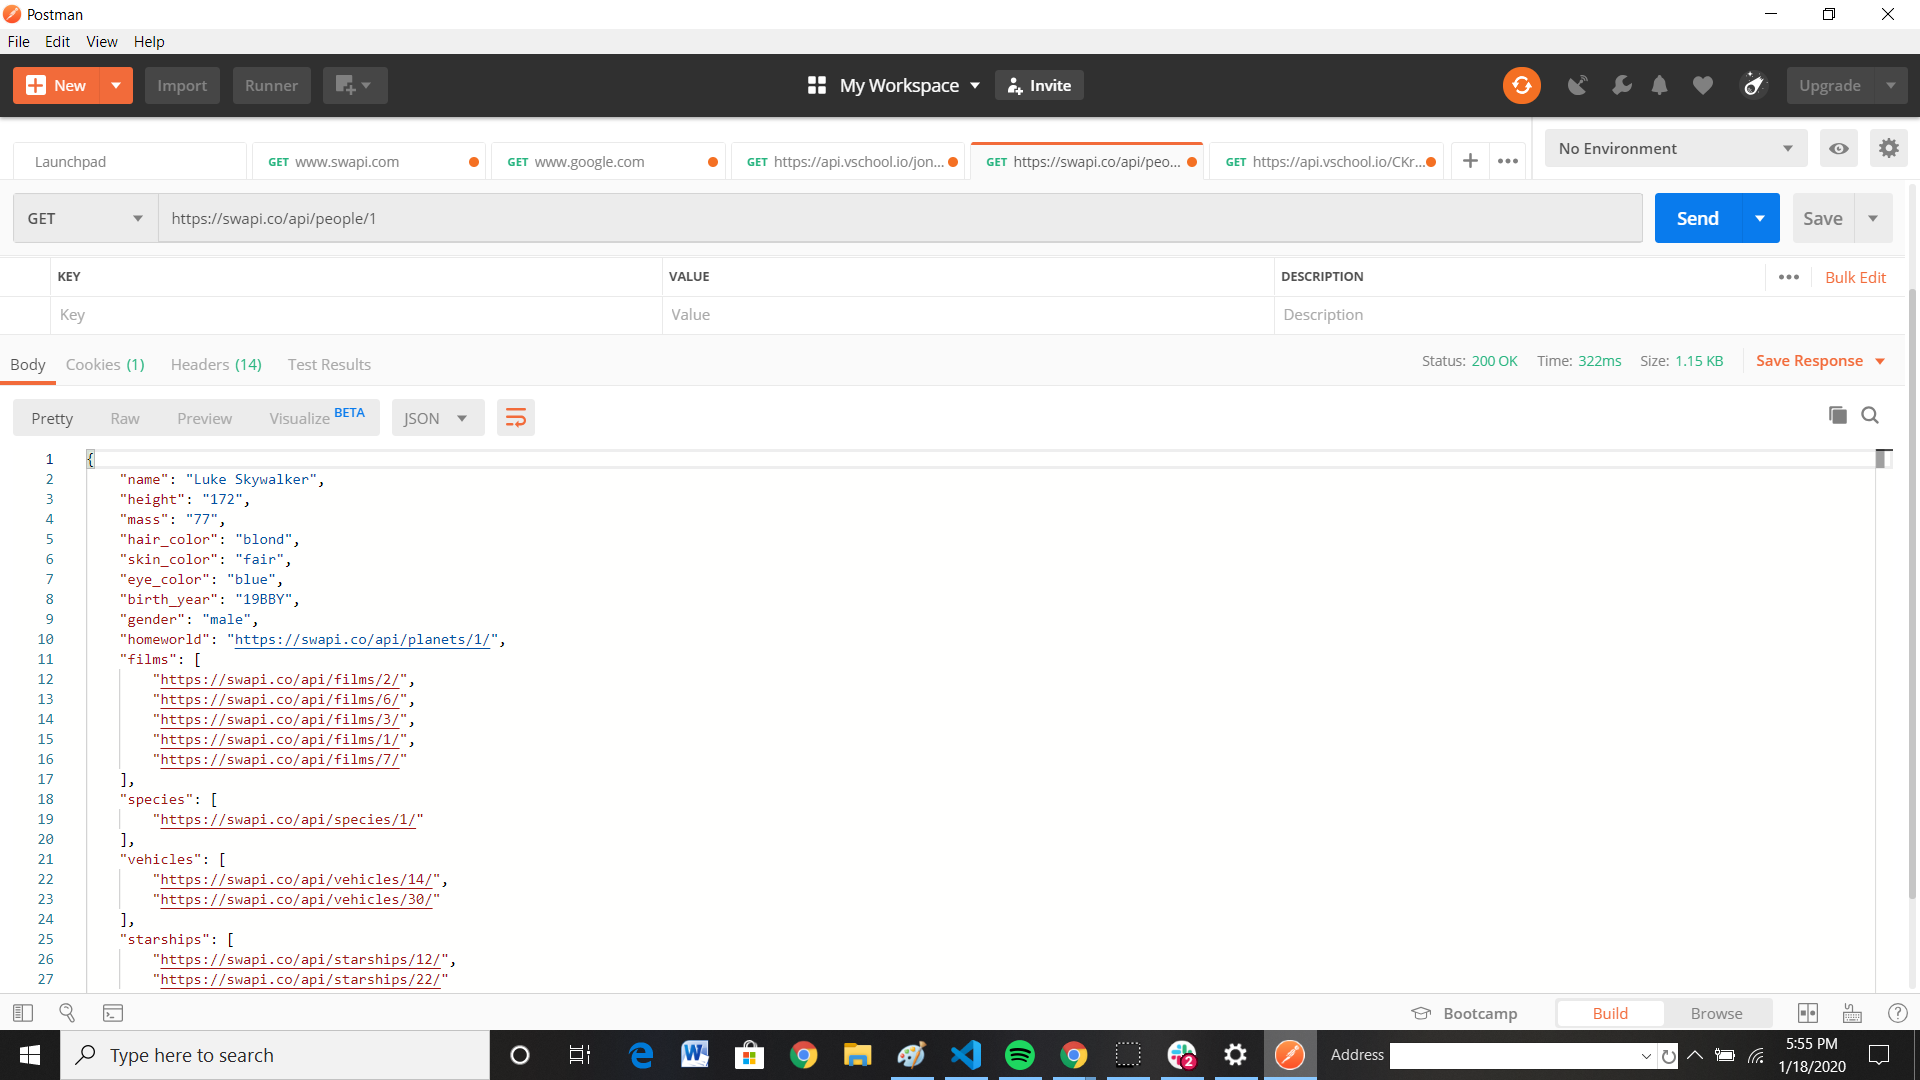 Postman
File Edit View Help
New Import Runner My Workspace Invite Upgrade
Launchpad GET www.swapi.com GET www.google.com GET https://api.vschool.io/jon... GET https://swapi.co/api/peo... GET https://api.vschool.io/CKr... No Environment
GET https://swapi.co/api/people/1 Send Save
KEY VALUE DESCRIPTION Bulk Edit
Key Value Description
Body Cookies (1) Headers (14) Test Results Status: 200 OK Time: 322ms Size: 1.15 KB Save Response
Pretty Raw Preview Visualize BETA JSON
1 {
2 "name": "Luke Skywalker",
3 "height": "172",
4 "mass": "77",
5 "hair_color": "blond",
6 "skin_color": "fair",
7 "eye_color": "blue",
8 "birth_year": "19BBY",
9 "gender": "male",
10 "homeworld": "https://swapi.co/api/planets/1/",
11 "films": [
12 "https://swapi.co/api/films/2/",
13 "https://swapi.co/api/films/6/",
14 "https://swapi.co/api/films/3/",
15 "https://swapi.co/api/films/1/",
16 "https://swapi.co/api/films/7/"
17 ],
18 "species": [
19 "https://swapi.co/api/species/1/"
20 ],
21 "vehicles": [
22 "https://swapi.co/api/vehicles/14/",
23 "https://swapi.co/api/vehicles/30/"
24 ],
25 "starships": [
26 "https://swapi.co/api/starships/12/",
27 "https://swapi.co/api/starships/22/"
Bootcamp Build Browse
Type here to search 2 Address 5:55 PM
1/18/2020